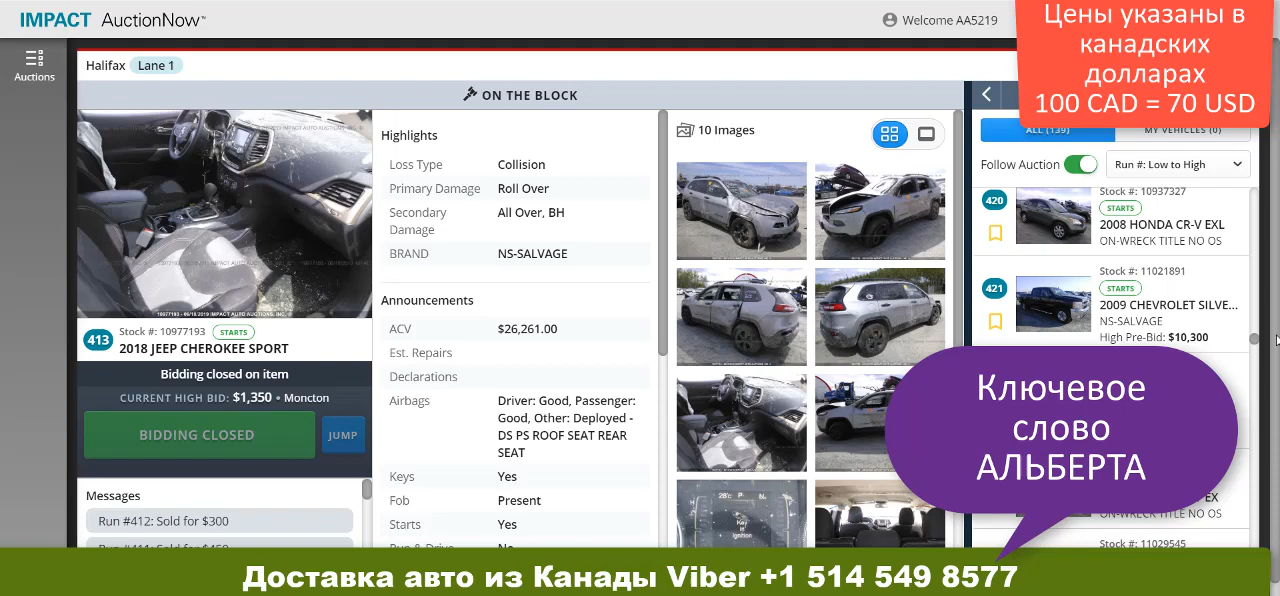 IMPACT AuctionNow™
Welcome AA5219
Цены указаны в
канадских
долларах
100 CAD = 70 USD
Auctions
Halifax Lane 1
ON THE BLOCK
413
Stock #: 10977193 STARTS
2018 JEEP CHEROKEE SPORT
Bidding closed on item
CURRENT HIGH BID: $1,350 • Moncton
BIDDING CLOSED
JUMP
Messages
Run #412: Sold for $300
Highlights
Loss Type Collision
Primary Damage Roll Over
Secondary Damage All Over, BH
BRAND NS-SALVAGE
Announcements
ACV $26,261.00
Est. Repairs
Declarations
Airbags Driver: Good, Passenger:
Good, Other: Deployed -
DS PS ROOF SEAT REAR
SEAT
Keys Yes
Fob Present
Starts Yes
10 Images
ALL (139)
MY VEHICLES (0)
Follow Auction
Run #: Low to High
420
Stock #: 10937327
STARTS
2008 HONDA CR-V EXL
ON-WRECK TITLE NO OS
421
Stock #: 11021891
STARTS
2009 CHEVROLET SILVE...
NS-SALVAGE
High Pre-Bid: $10,300
Ключевое
слово
АЛЬБЕРТА
EX
ON-WRECK TITLE NO OS
Stock #: 11029545
Доставка авто из Канады Viber +1 514 549 8577